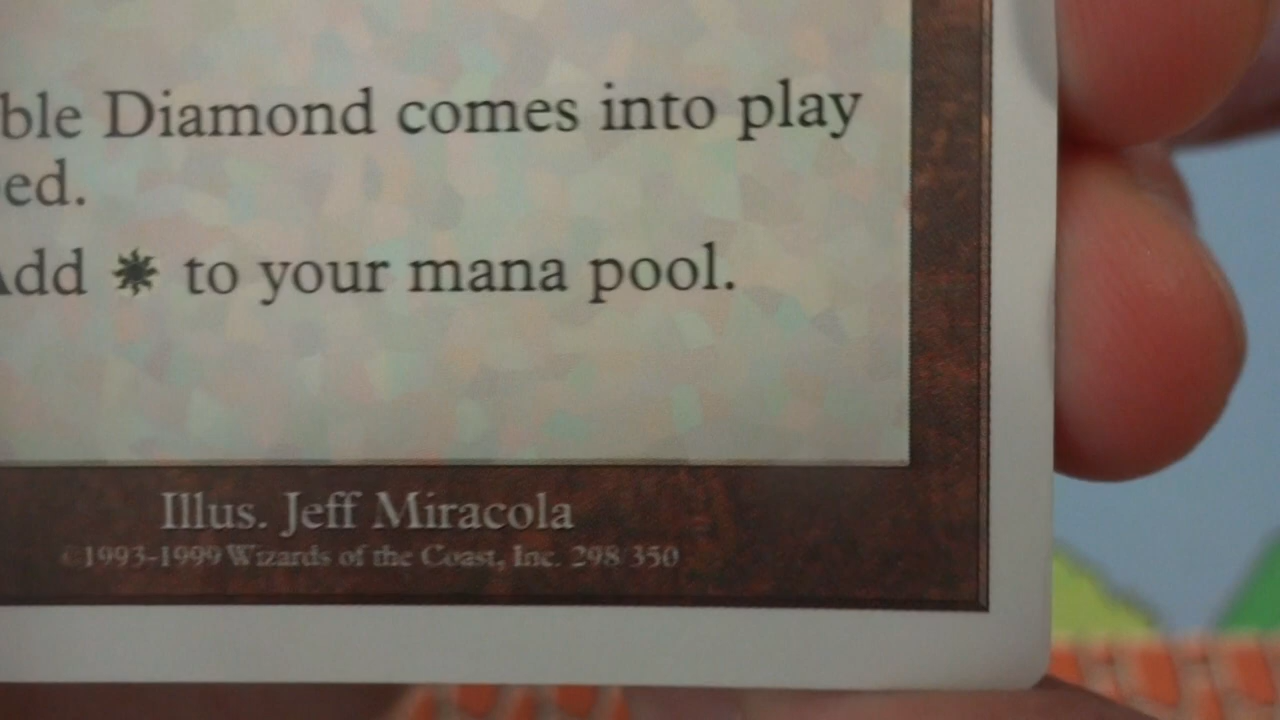 ble Diamond comes into play
ed.
Add to your mana pool.
Illus. Jeff Miracola
©1993-1999 Wizards of the Coast, Inc. 298/350